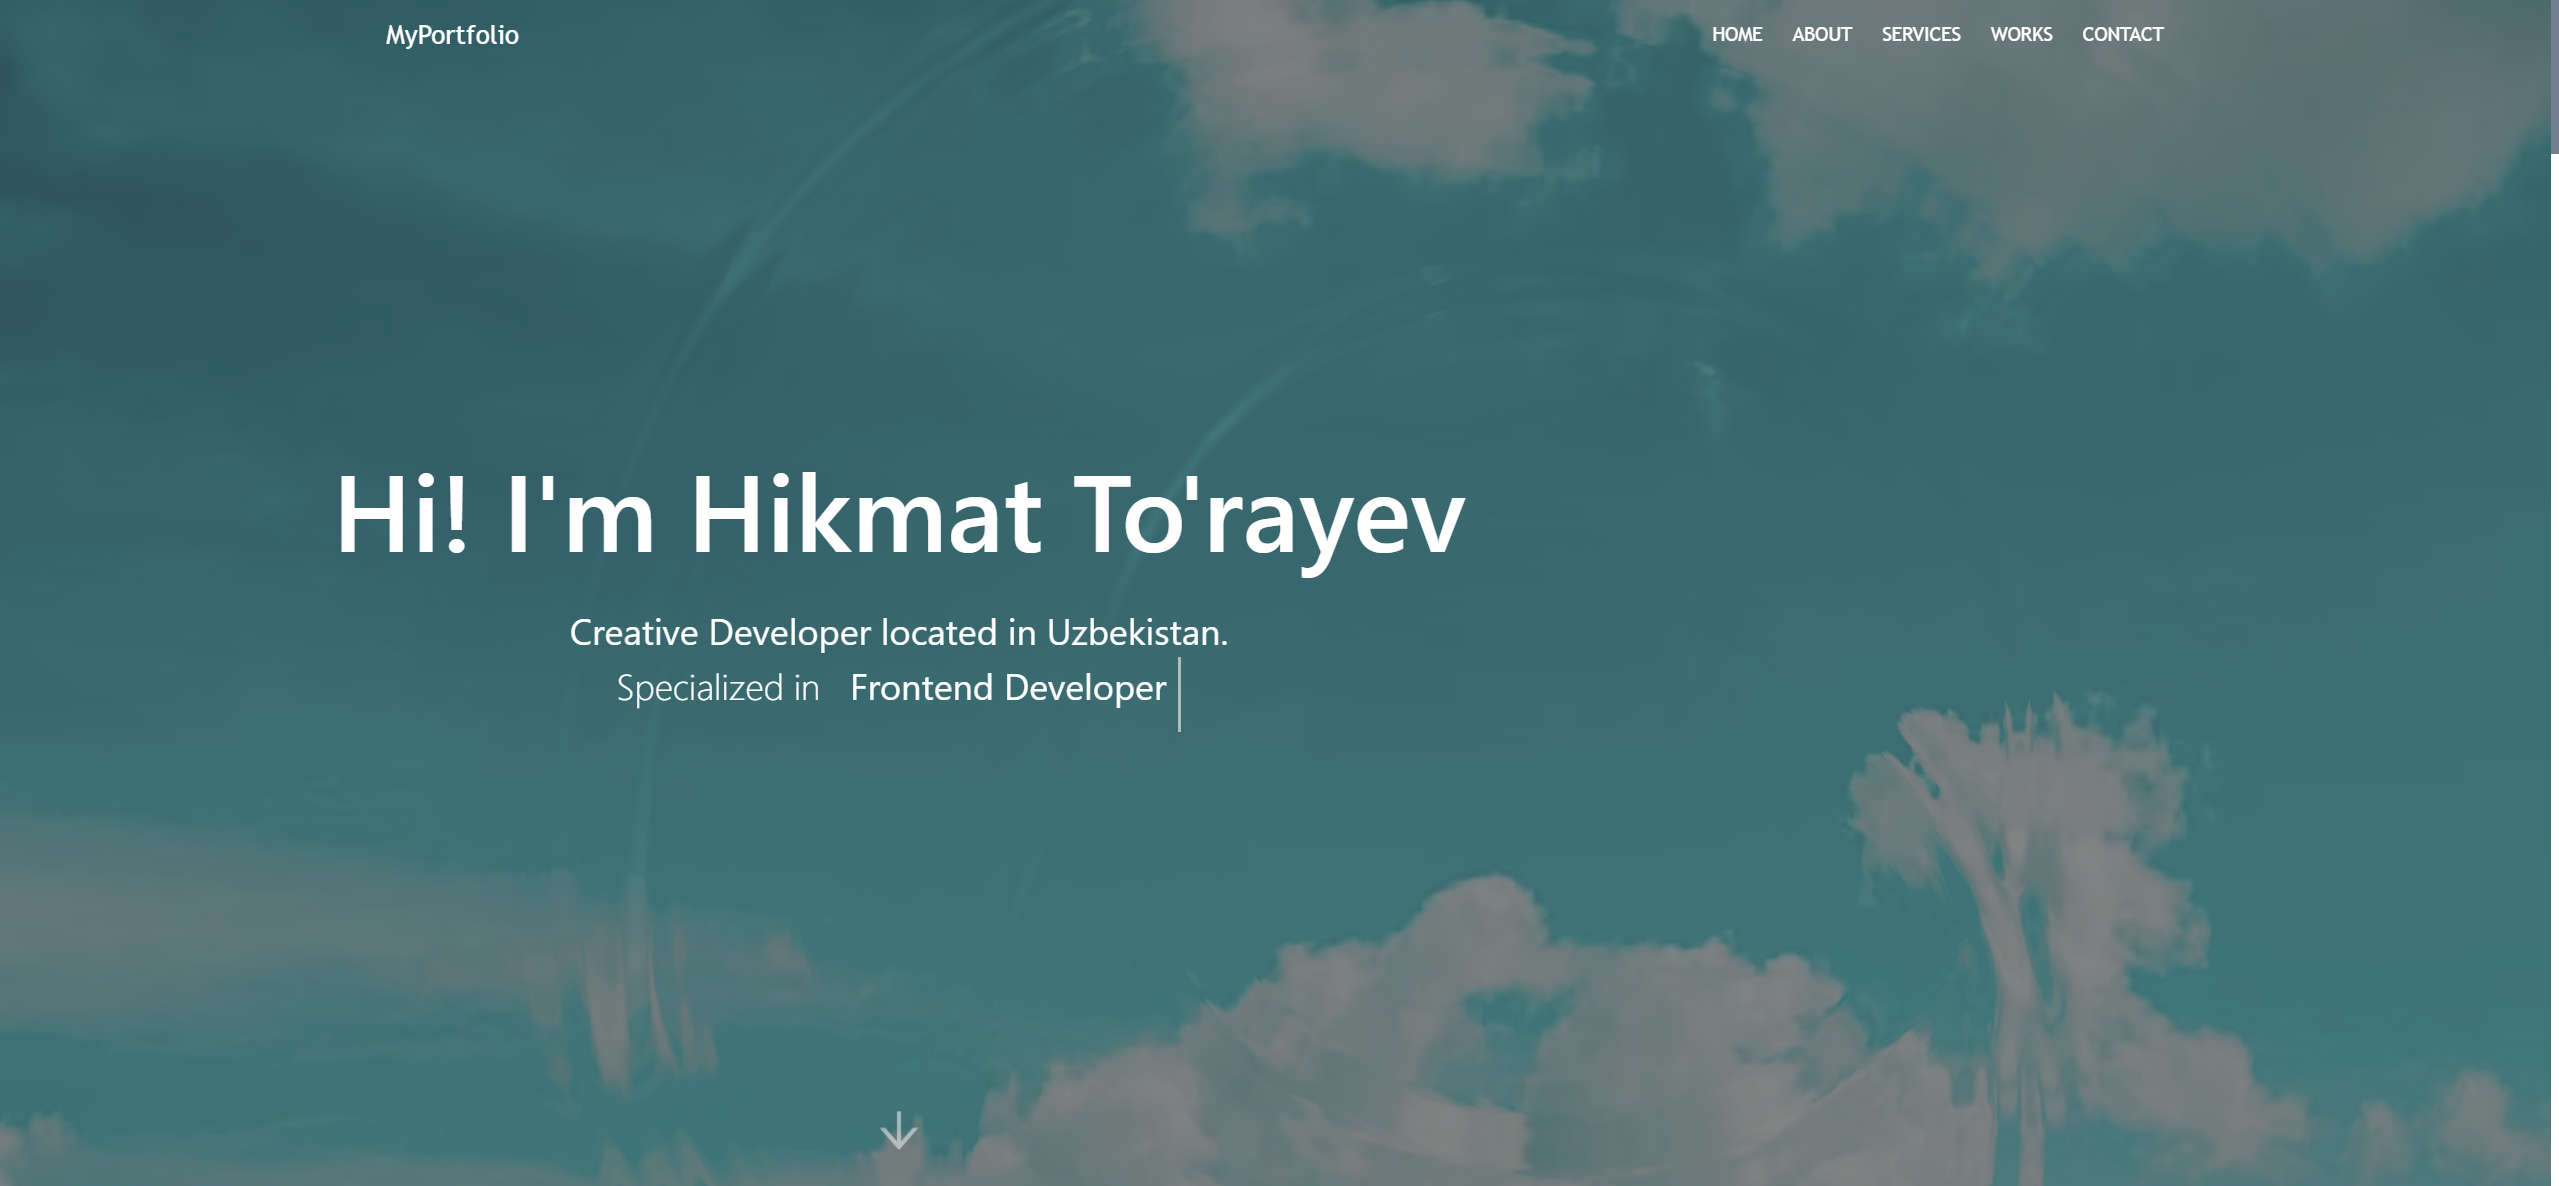 MyPortfolio
HOME ABOUT SERVICES WORKS CONTACT
Hi! I'm Hikmat To'rayev
Creative Developer located in Uzbekistan.
Specialized in Frontend Developer